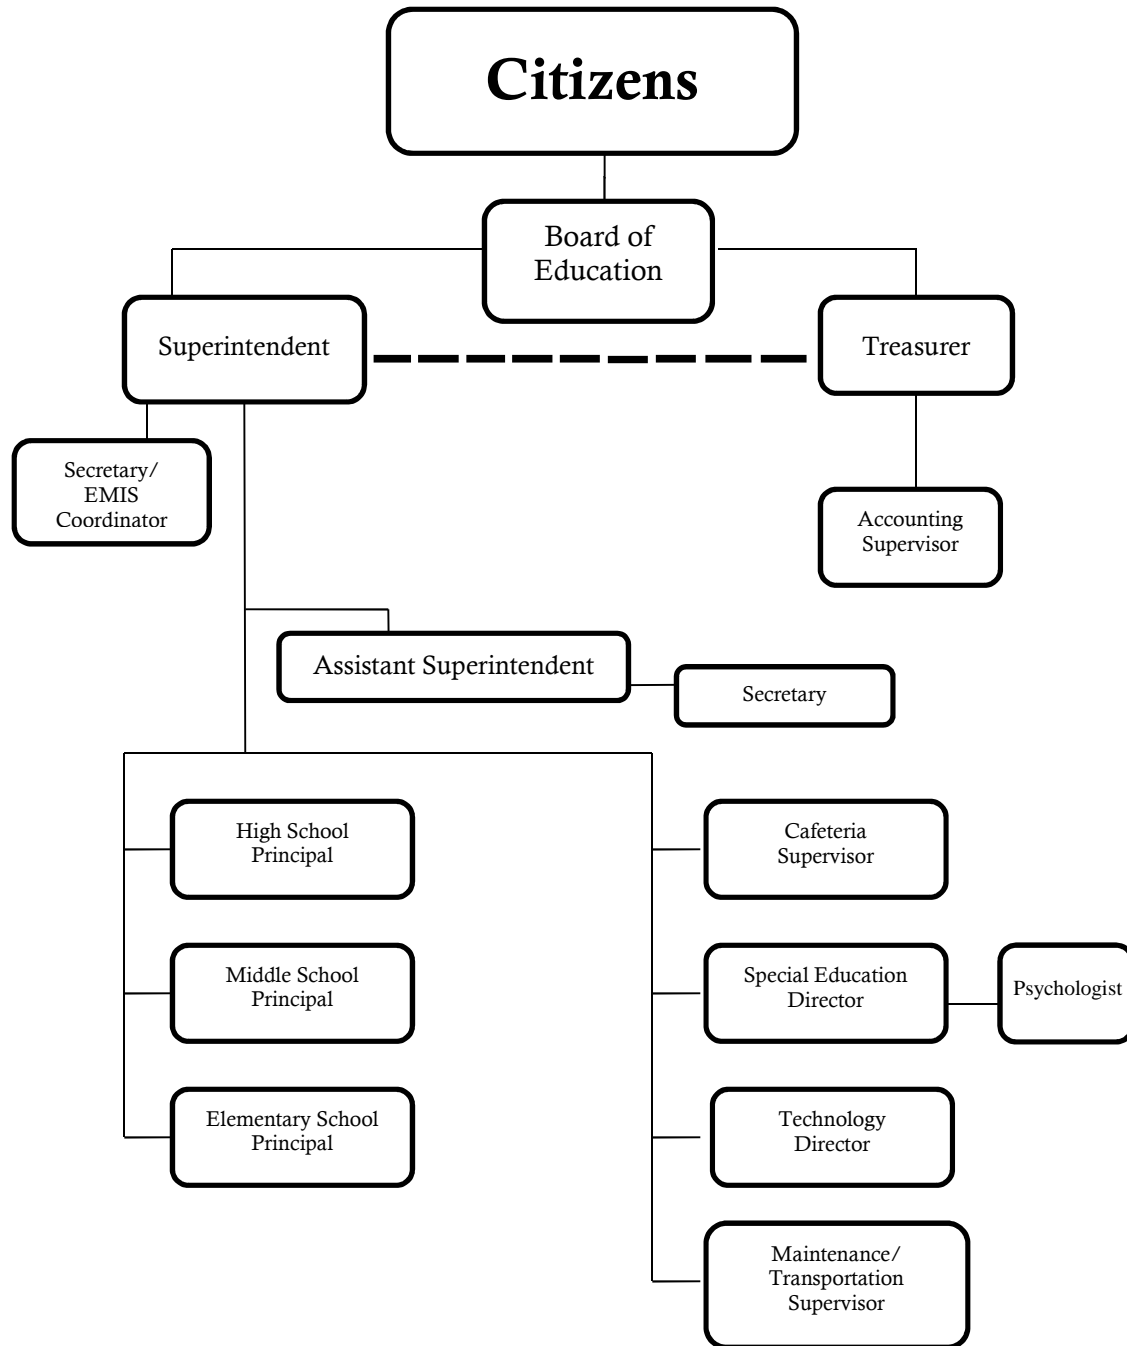 Citizens
Board of
Education
Superintendent
Treasurer
Secretary/
EMIS
Coordinator
Accounting
Supervisor
Assistant Superintendent
Secretary
High School
Principal
Cafeteria
Supervisor
Middle School
Principal
Special Education
Director
Psychologist
Elementary School
Principal
Technology
Director
Maintenance/
Transportation
Supervisor